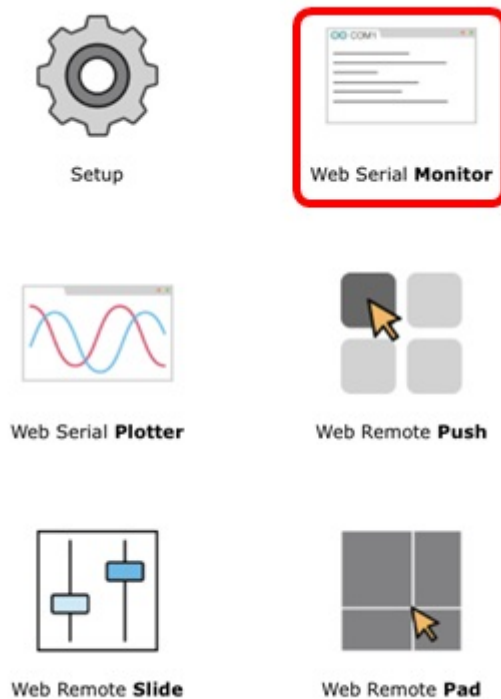 COM1
Setup
Web Serial Monitor
Web Serial Plotter
Web Remote Push
Web Remote Slide
Web Remote Pad